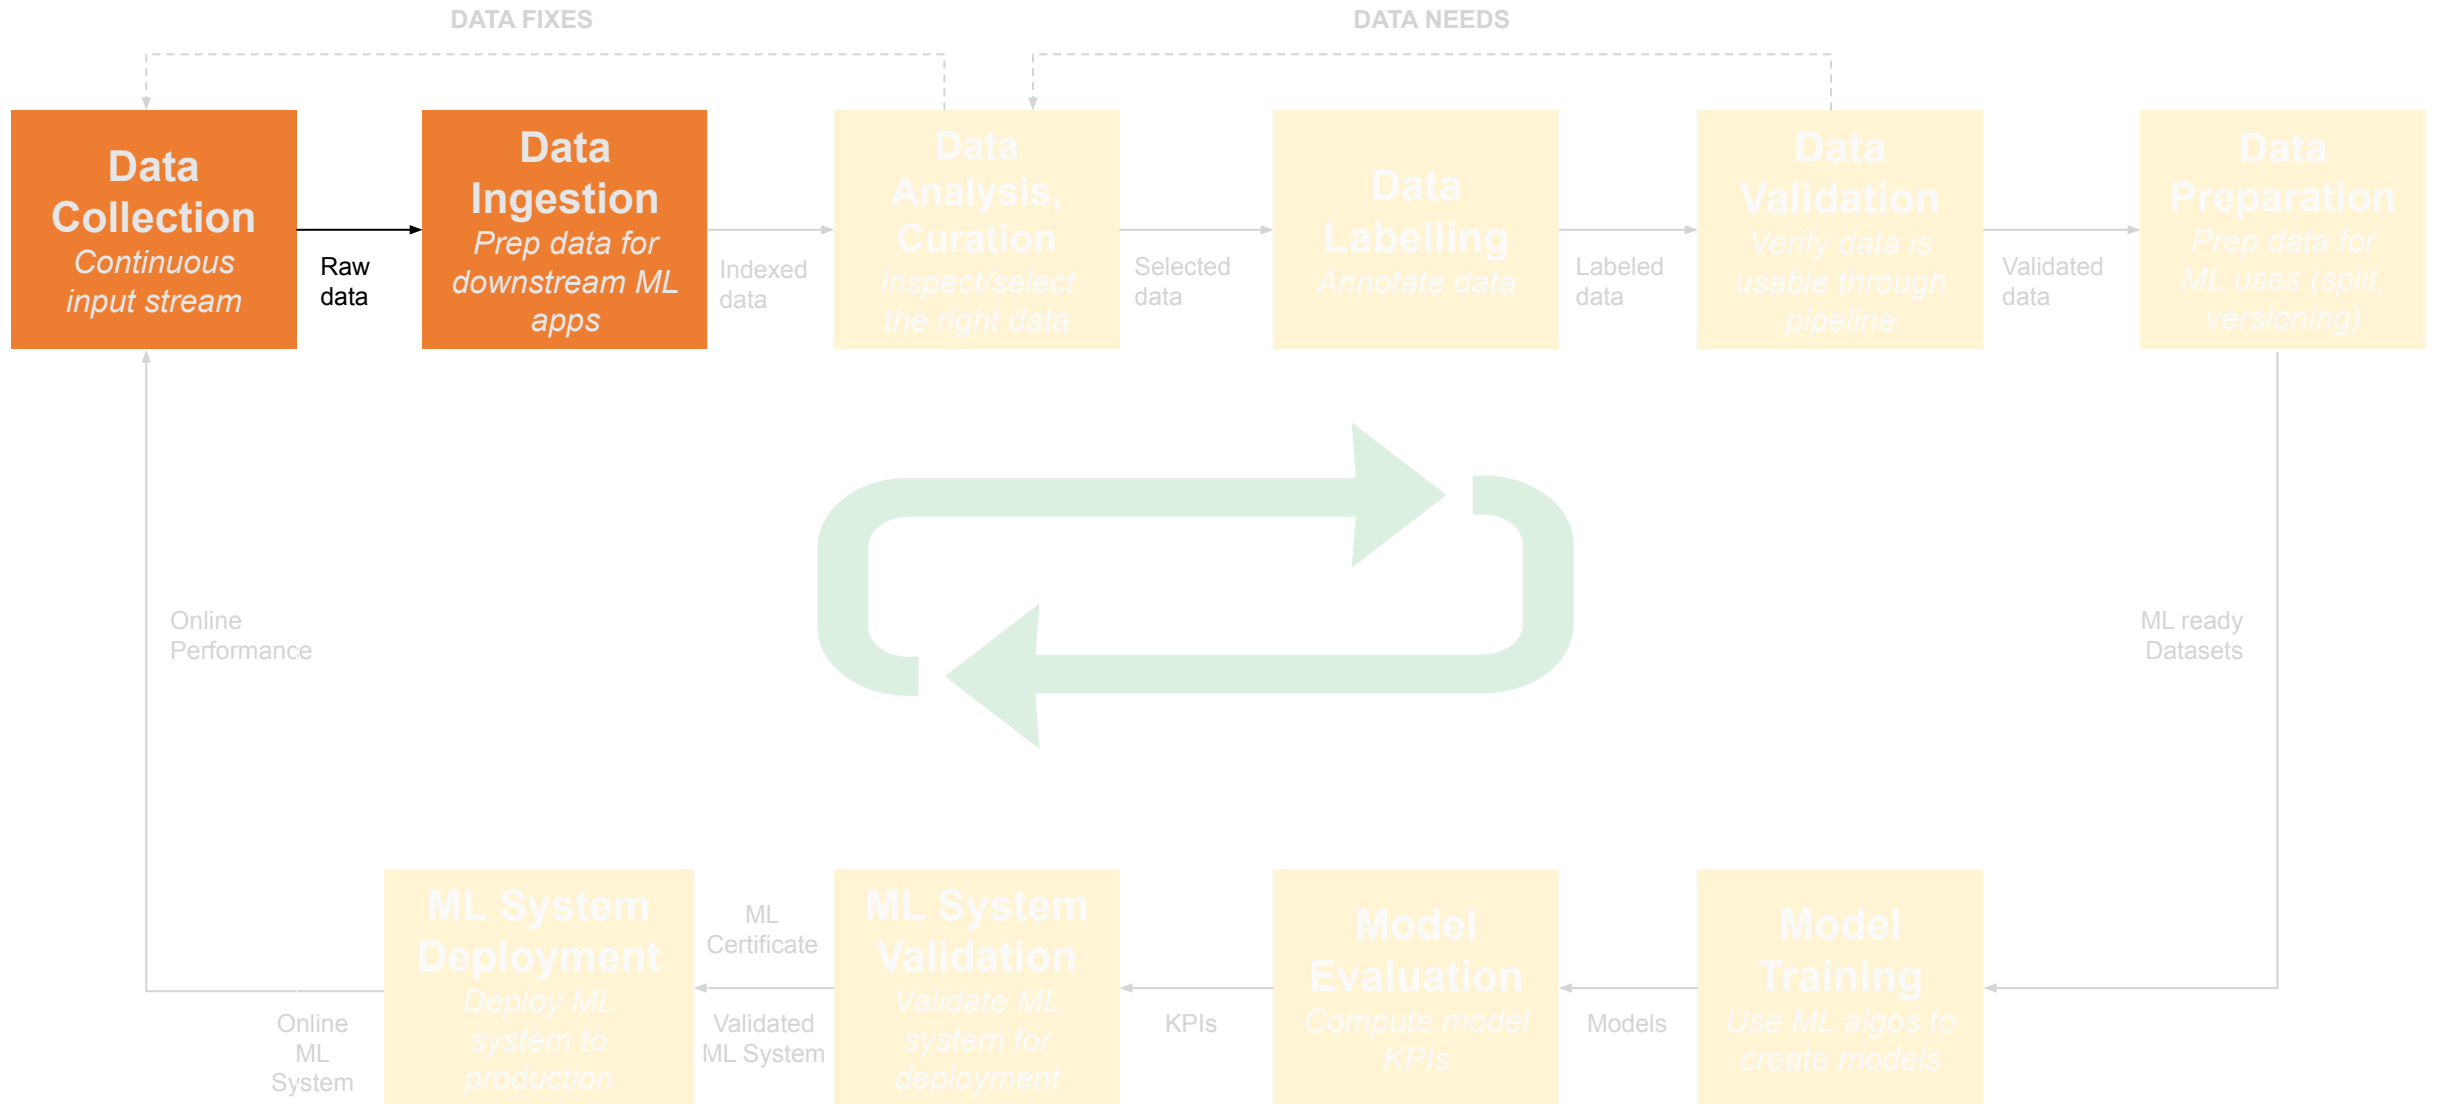 DATA FIXES
DATA NEEDS
Data
Collection
Continuous
input stream
Raw
data
Data
Ingestion
Prep data for
downstream ML
apps
Indexed
data
Data
Analysis,
Curation
Inspect/select
the right data
Selected
data
Data
Labelling
Annotate data
Labeled
data
Data
Validation
Verify data is
usable through
pipeline
Validated
data
Data
Preparation
Prep data for
ML uses (split,
versioning)
Online
Performance
ML ready
Datasets
ML System
Deployment
Deploy ML
system to
production
Online
ML
System
ML
Certificate
Validated
ML System
ML System
Validation
Validate ML
system for
deployment
KPIs
Model
Evaluation
Compute model
KPIs
Models
Model
Training
Use ML algos to
create models